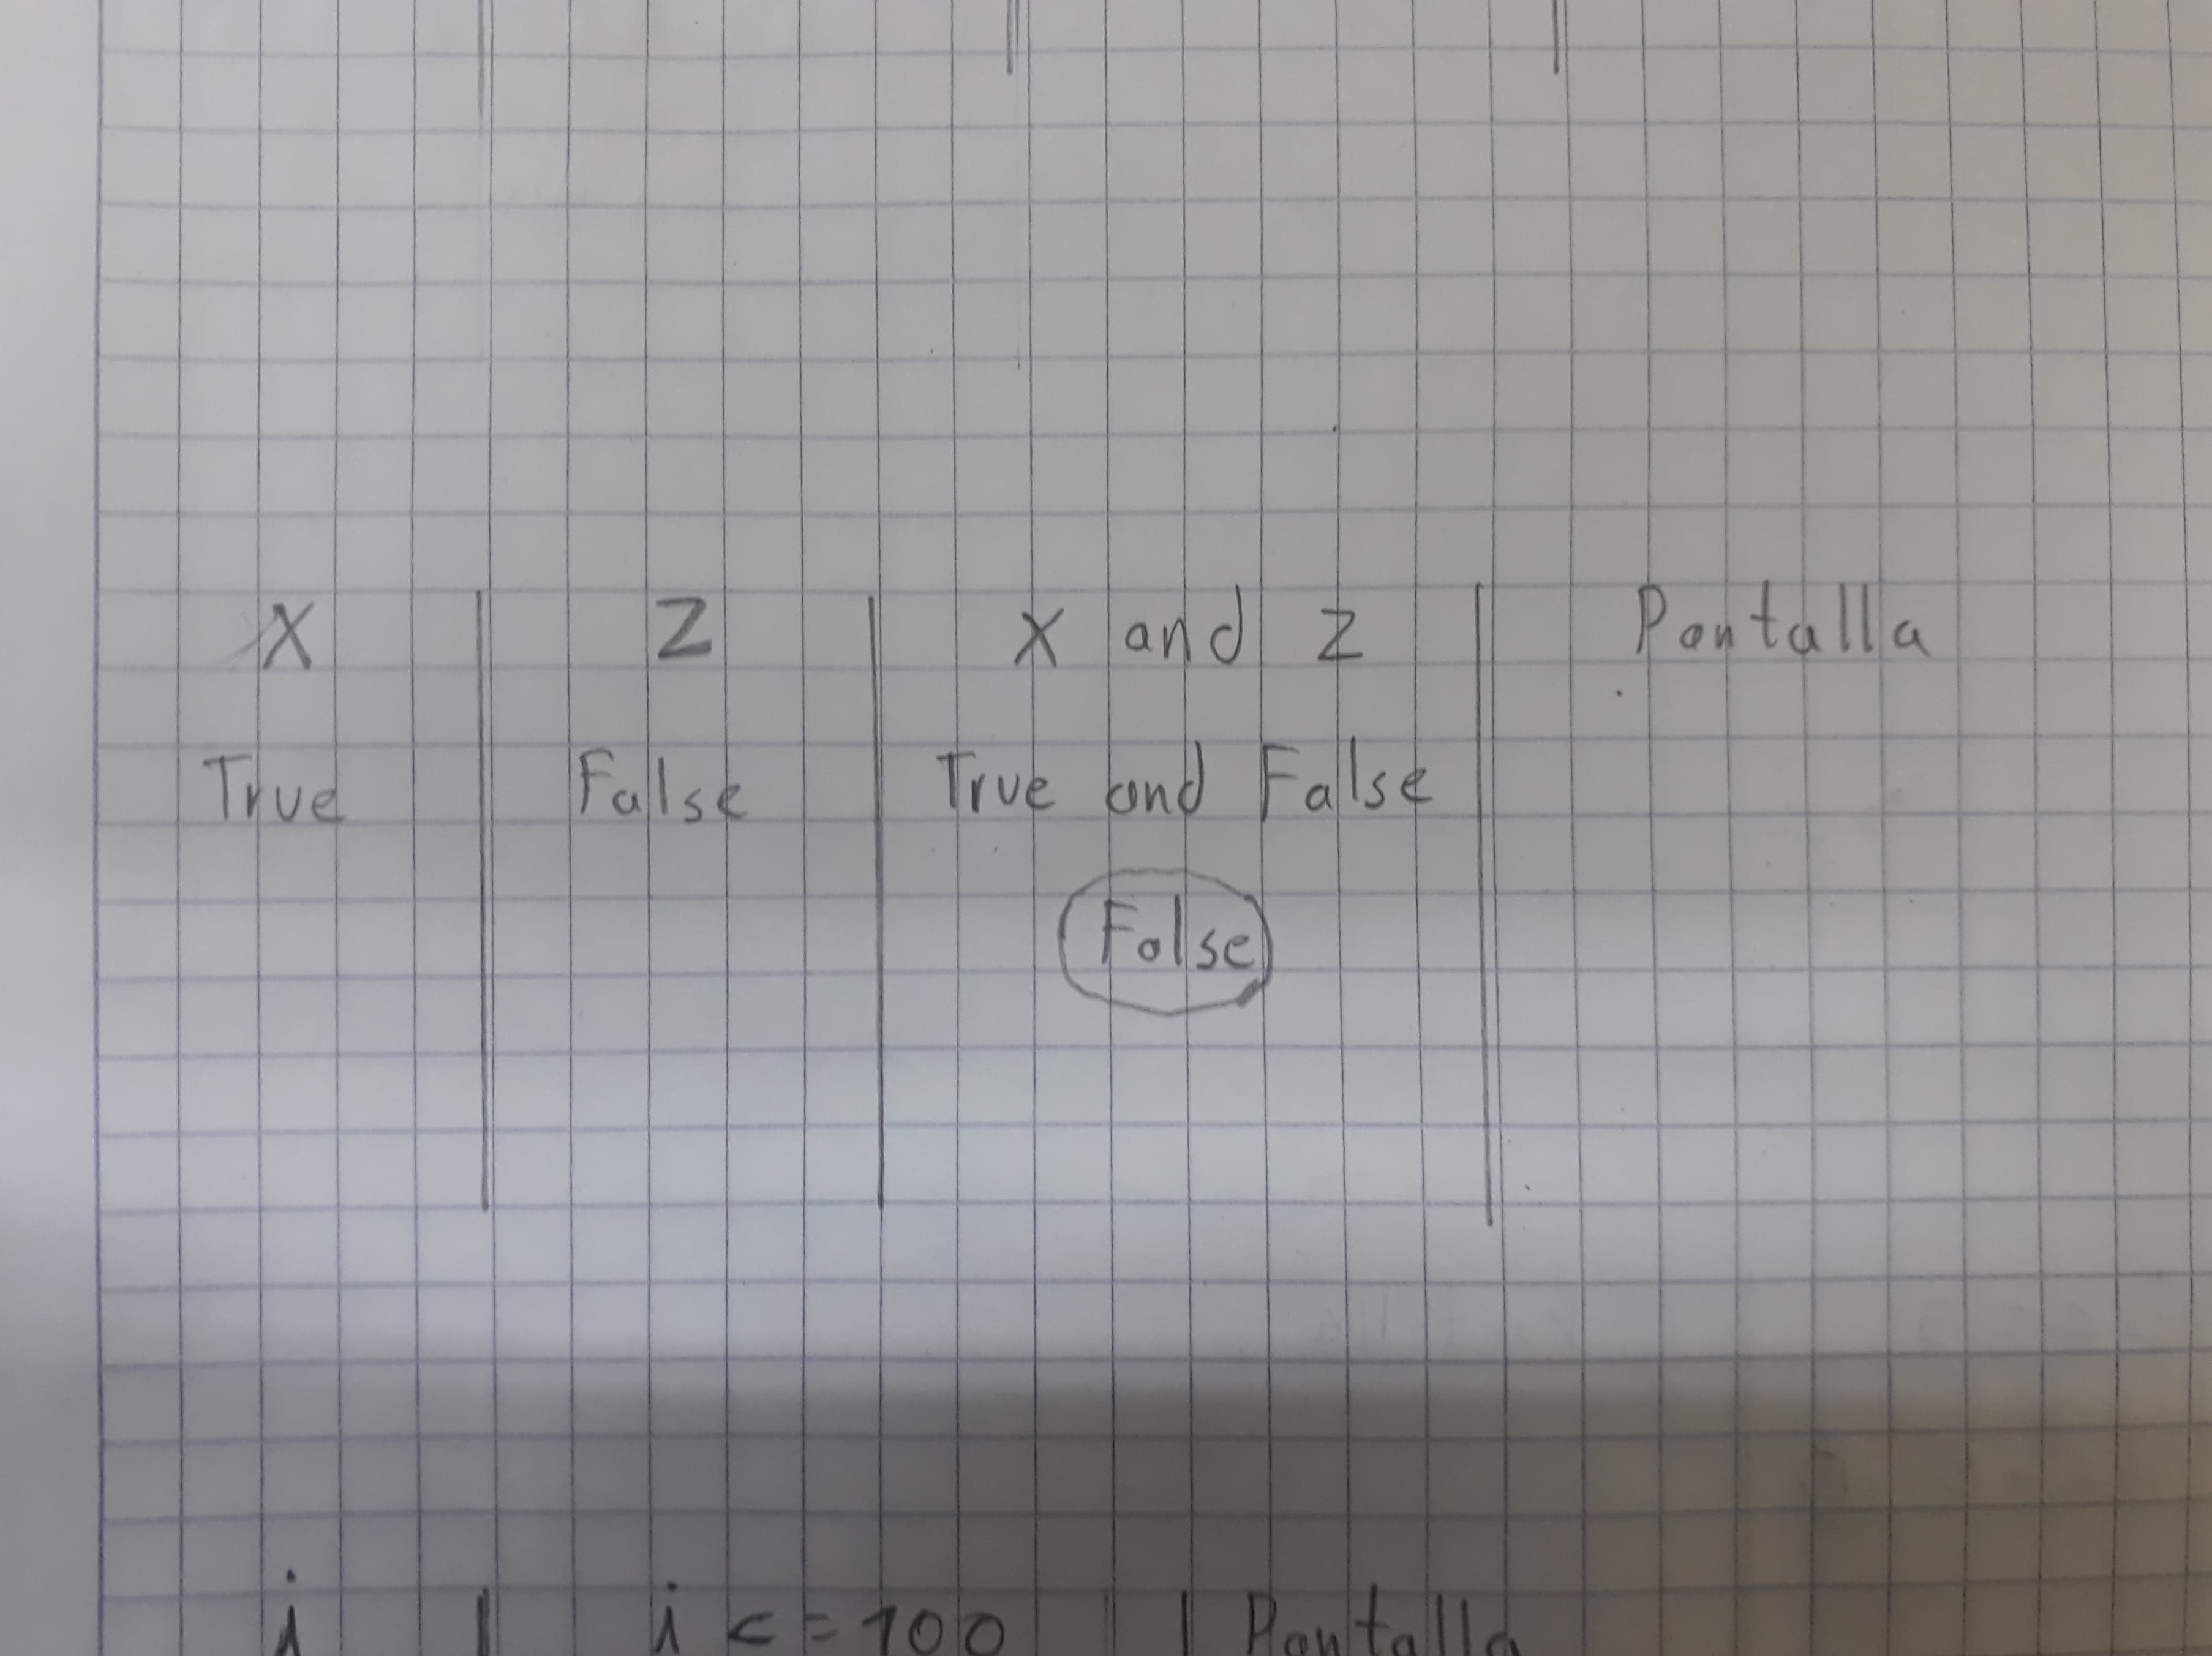 X Z X and Z Pantalla
True False True and False
False
i i <= 100 Pantalla